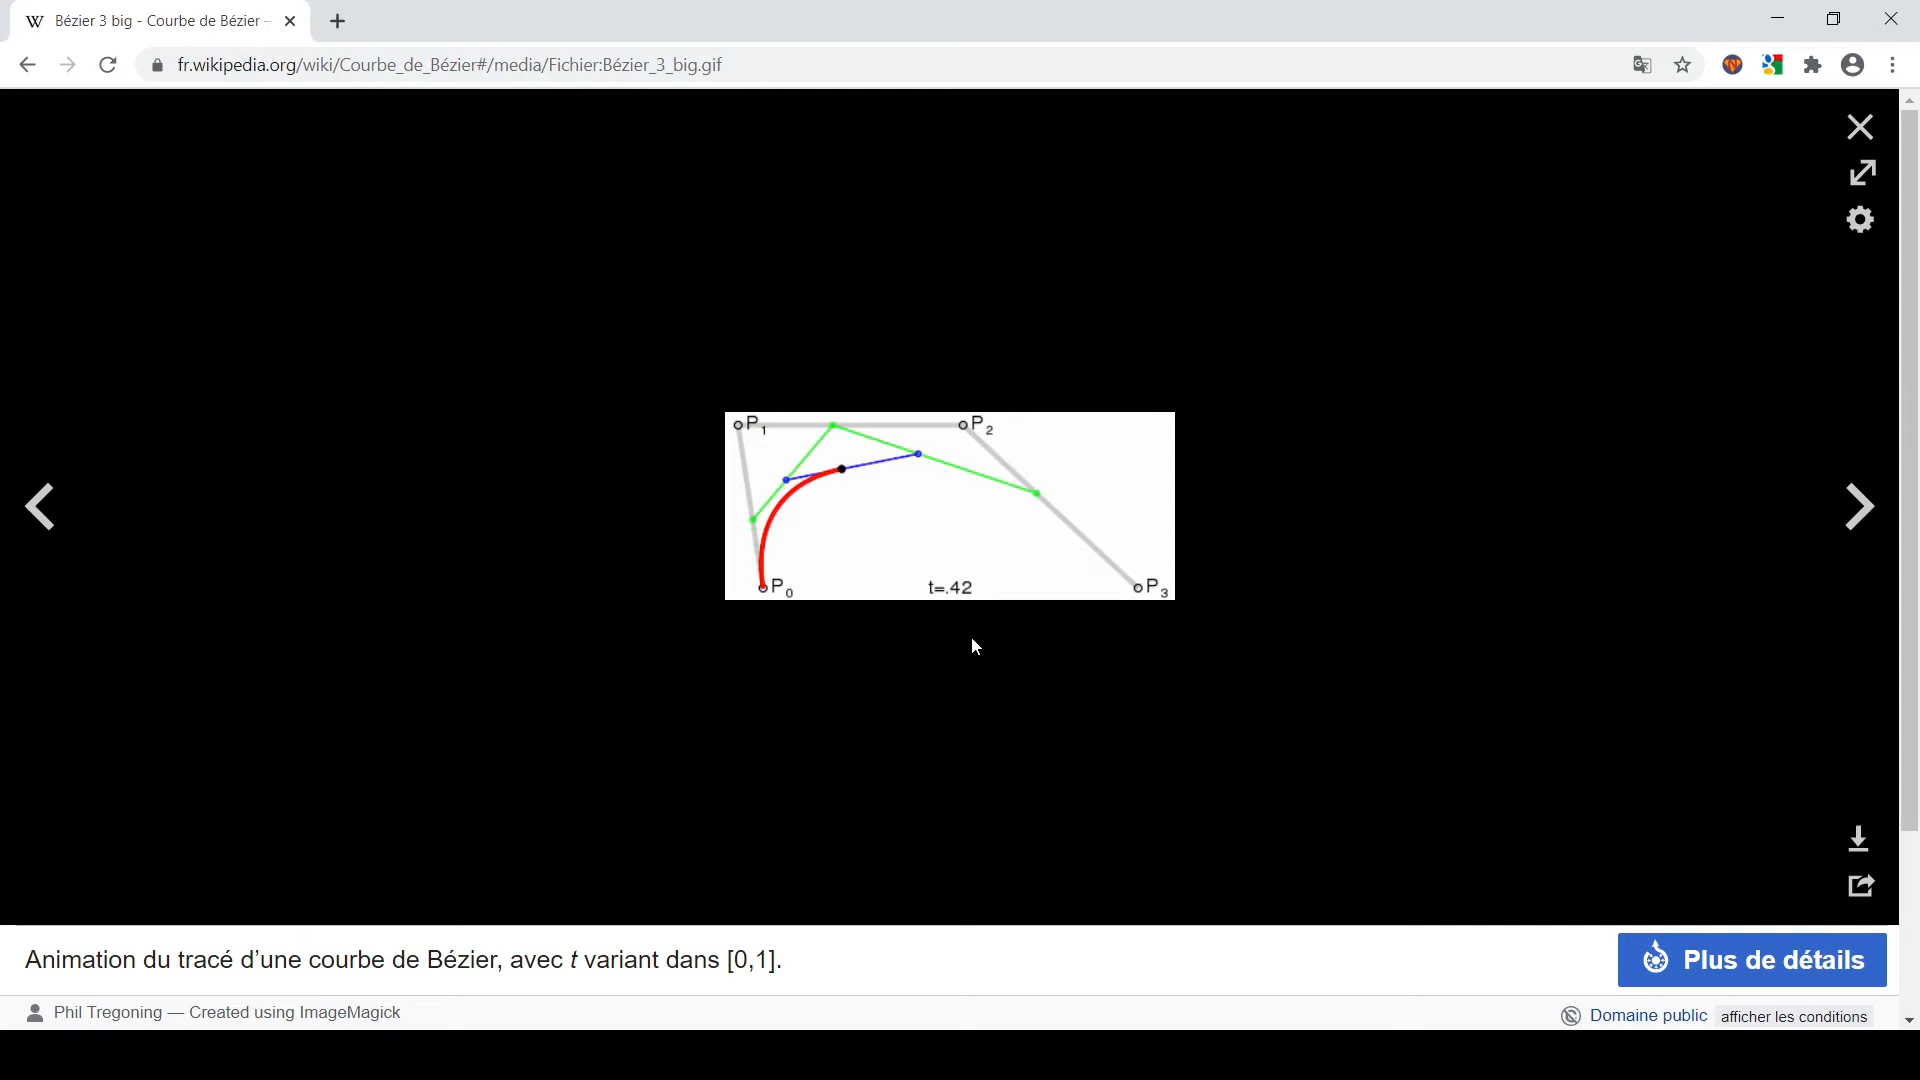 Bézier 3 big - Courbe de Bézier –
fr.wikipedia.org/wiki/Courbe_de_Bézier#/media/Fichier:Bézier_3_big.gif
P1
P2
P0
t=.42
P3
Animation du tracé d’une courbe de Bézier, avec t variant dans [0,1].
Plus de détails
Phil Tregoning — Created using ImageMagick
Domaine public afficher les conditions